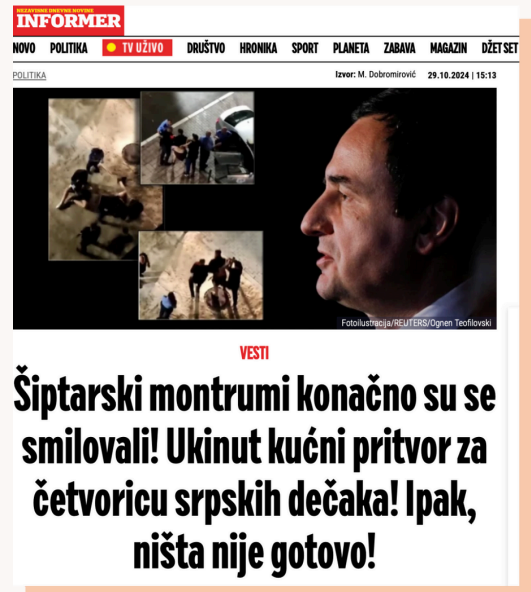 NEZAVISNE DNEVNE NOVINE
INFORMER
NOVO POLITIKA TV UŽIVO DRUŠTVO HRONIKA SPORT PLANETA ZABAVA MAGAZIN DŽET SET
POLITIKA Izvor: M. Dobromirović 29.10.2024 | 15:13
Fotoilustracija/REUTERS/Ognen Teofilovski
VESTI
Šiptarski montrumi konačno su se
smilovali! Ukinut kućni pritvor za
četvoricu srpskih dečaka! Ipak,
ništa nije gotovo!